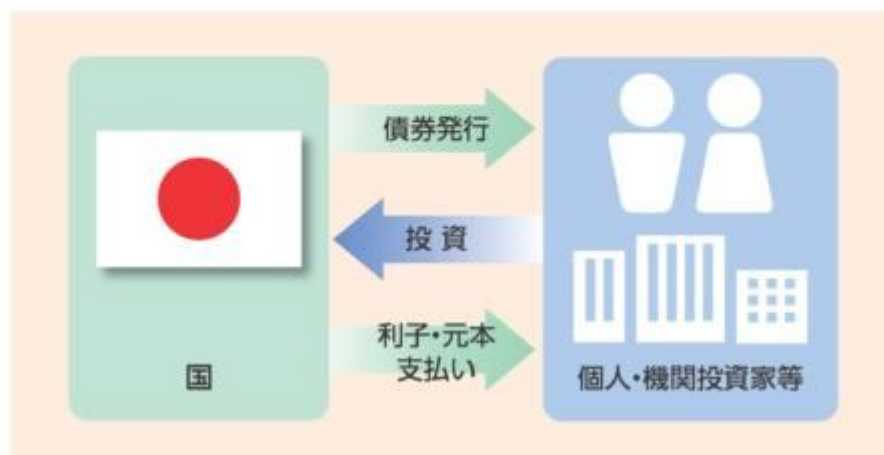 債券発行
投資
利子・元本
支払い
国
個人・機関投資家等